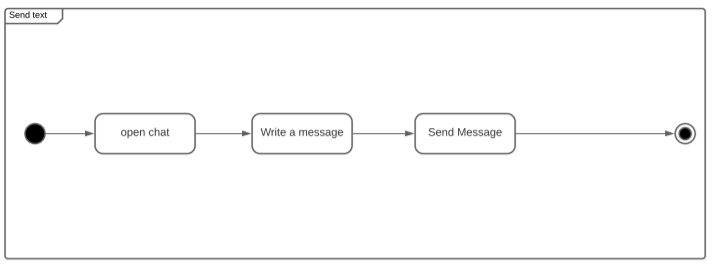 Send text
open chat
Write a message
Send Message